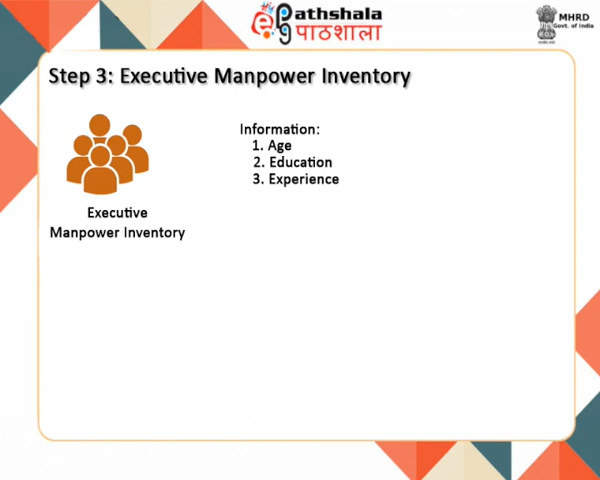 ePathshala
पाठशाला
MHRD
Govt. of India
Step 3: Executive Manpower Inventory
Information:
1. Age
2. Education
3. Experience
Executive
Manpower Inventory